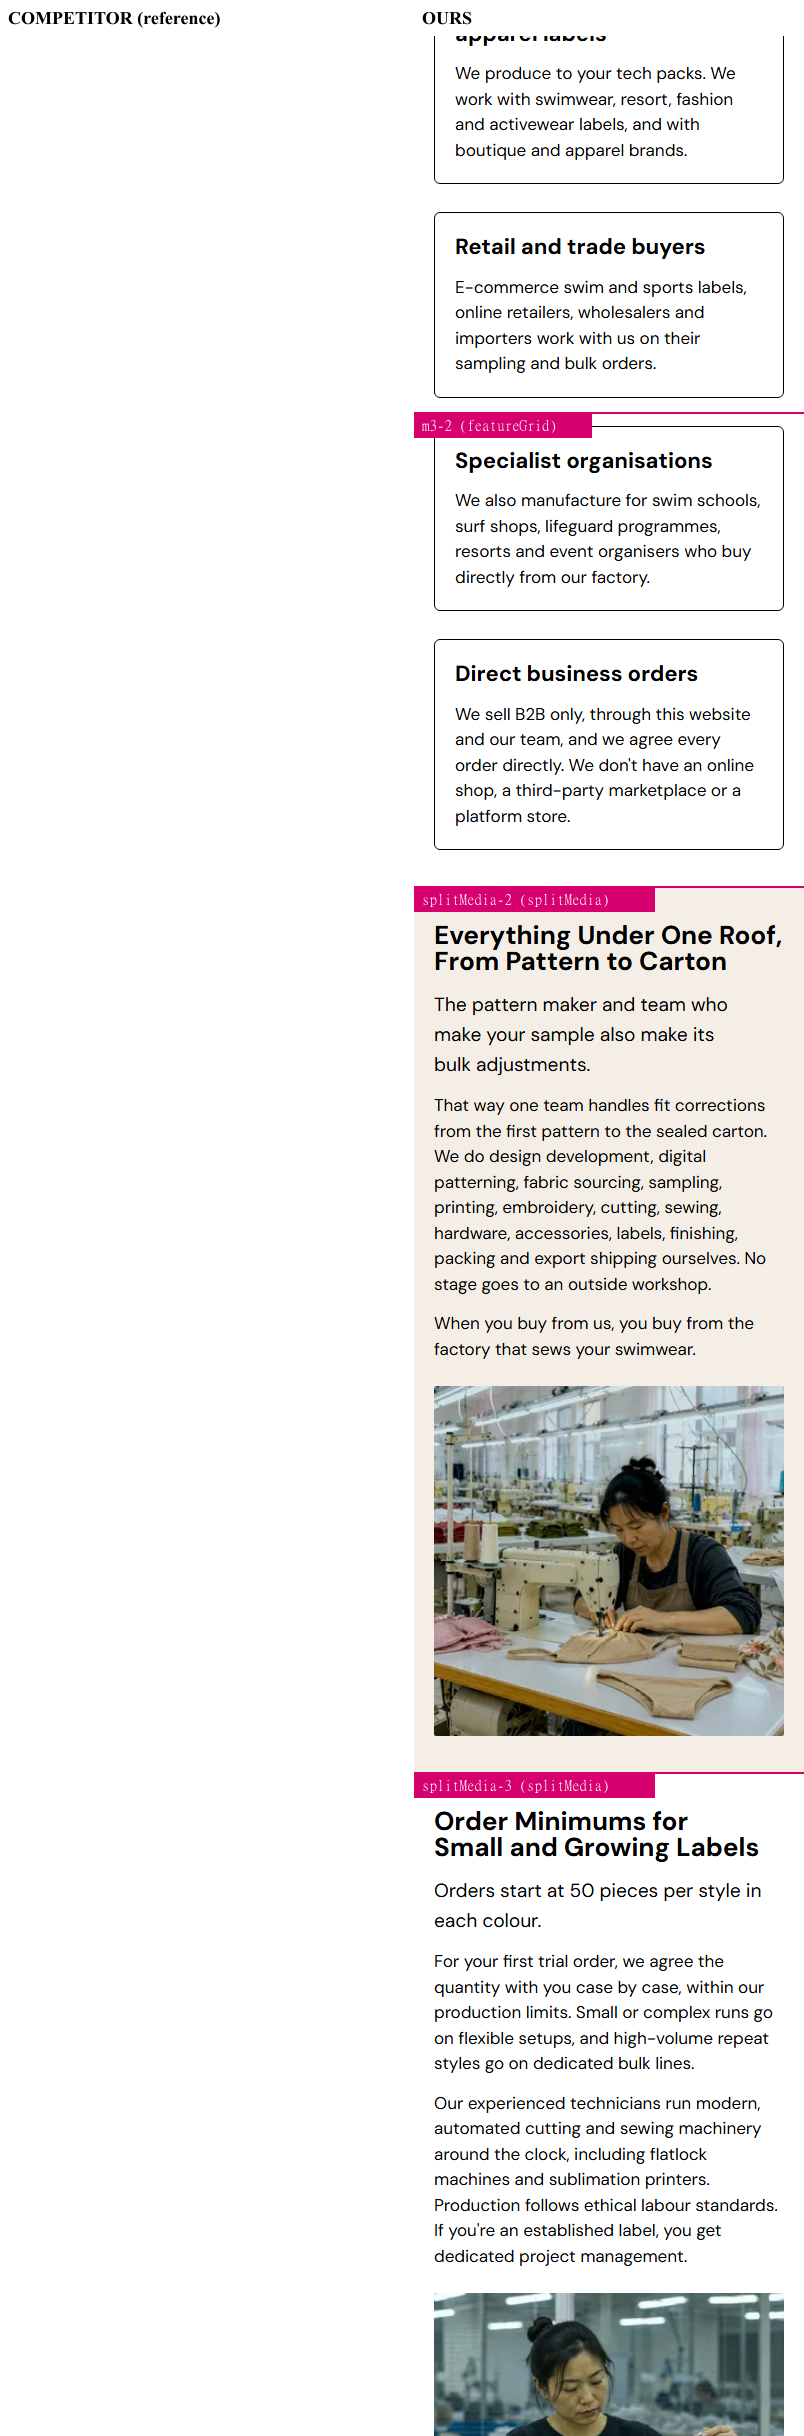 COMPETITOR (reference)
OURS
apparel labels
We produce to your tech packs. We
work with swimwear, resort, fashion
and activewear labels, and with
boutique and apparel brands.
Retail and trade buyers
E-commerce swim and sports labels,
online retailers, wholesalers and
importers work with us on their
sampling and bulk orders.
m3-2 (featureGrid)
Specialist organisations
We also manufacture for swim schools,
surf shops, lifeguard programmes,
resorts and event organisers who buy
directly from our factory.
Direct business orders
We sell B2B only, through this website
and our team, and we agree every
order directly. We don't have an online
shop, a third-party marketplace or a
platform store.
splitMedia-2 (splitMedia)
Everything Under One Roof,
From Pattern to Carton
The pattern maker and team who
make your sample also make its
bulk adjustments.
That way one team handles fit corrections
from the first pattern to the sealed carton.
We do design development, digital
patterning, fabric sourcing, sampling,
printing, embroidery, cutting, sewing,
hardware, accessories, labels, finishing,
packing and export shipping ourselves. No
stage goes to an outside workshop.
When you buy from us, you buy from the
factory that sews your swimwear.
splitMedia-3 (splitMedia)
Order Minimums for
Small and Growing Labels
Orders start at 50 pieces per style in
each colour.
For your first trial order, we agree the
quantity with you case by case, within our
production limits. Small or complex runs go
on flexible setups, and high-volume repeat
styles go on dedicated bulk lines.
Our experienced technicians run modern,
automated cutting and sewing machinery
around the clock, including flatlock
machines and sublimation printers.
Production follows ethical labour standards.
If you're an established label, you get
dedicated project management.